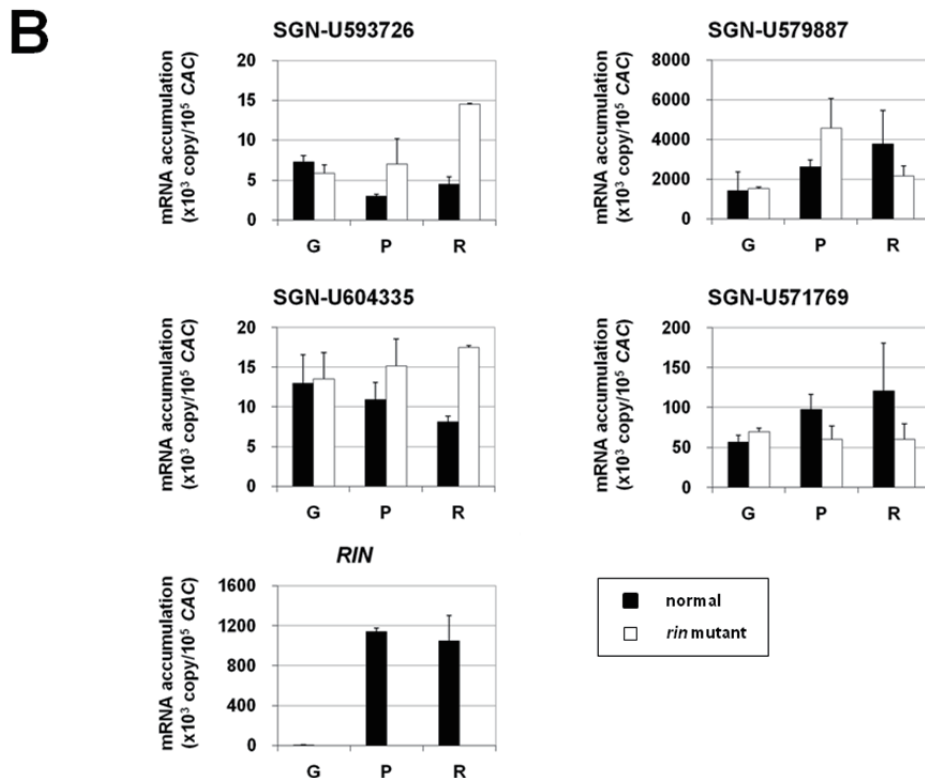 B
SGN-U593726
mRNA accumulation
(x10³ copy/10⁵ CAC)
20
15
10
5
0
G P R
SGN-U579887
mRNA accumulation
(x10³ copy/10⁵ CAC)
8000
6000
4000
2000
0
G P R
SGN-U604335
mRNA accumulation
(x10³ copy/10⁵ CAC)
20
15
10
5
0
G P R
SGN-U571769
mRNA accumulation
(x10³ copy/10⁵ CAC)
200
150
100
50
0
G P R
RIN
mRNA accumulation
(x10³ copy/10⁵ CAC)
1600
1200
800
400
0
G P R
normal
rin mutant